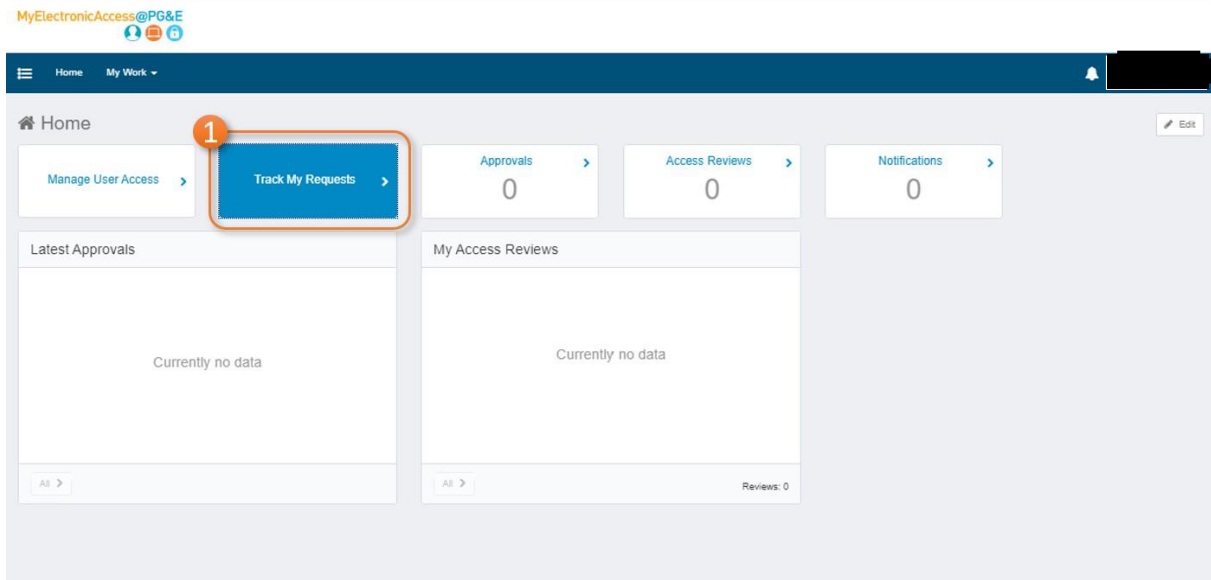 MyElectronicAccess@PG&E
Home My Work
Home
Edit
1
Manage User Access
Track My Requests
Approvals
0
Access Reviews
0
Notifications
0
Latest Approvals
My Access Reviews
Currently no data
Currently no data
All
All
Reviews: 0